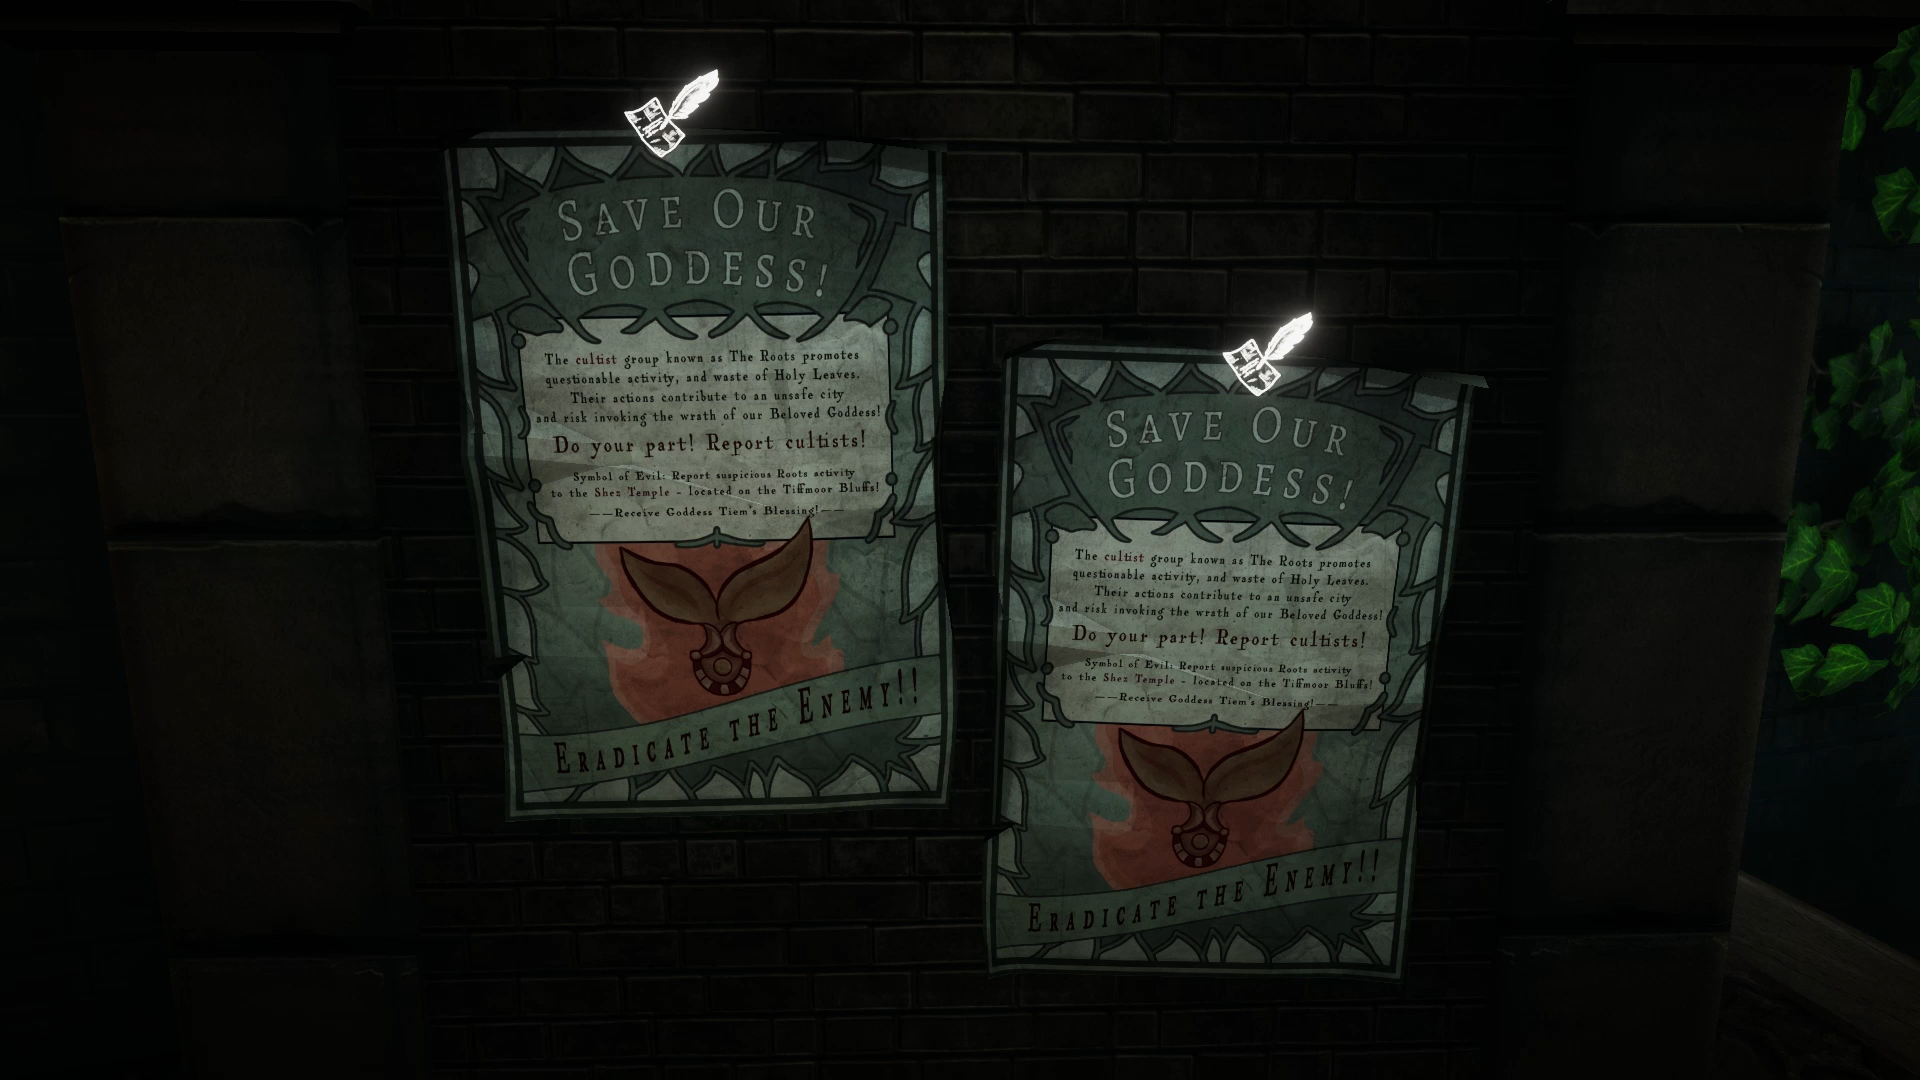 SAVE OUR
GODDESS!
The cultist group known as The Roots promotes
questionable activity, and waste of Holy Leaves.
Their actions contribute to an unsafe city
and risk invoking the wrath of our Beloved Goddess!
Do your part! Report cultists!
Symbol of Evil: Report suspicious Roots activity
to the Shez Temple - located on the Tiffmoor Bluffs!
——Receive Goddess Tiem's Blessing!——
ERADICATE THE ENEMY!!
SAVE OUR
GODDESS!
The cultist group known as The Roots promotes
questionable activity, and waste of Holy Leaves.
Their actions contribute to an unsafe city
and risk invoking the wrath of our Beloved Goddess!
Do your part! Report cultists!
Symbol of Evil: Report suspicious Roots activity
to the Shez Temple - located on the Tiffmoor Bluffs!
——Receive Goddess Tiem's Blessing!——
ERADICATE THE ENEMY!!